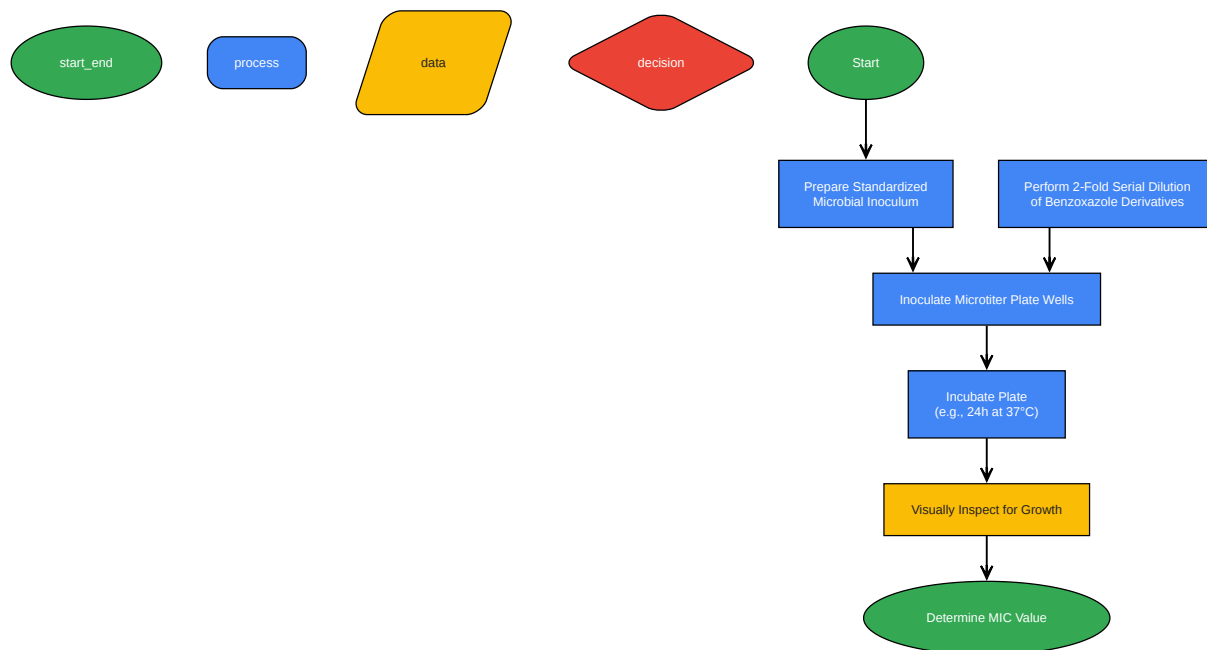 start_end
process
data
decision
Start
Prepare Standardized
Microbial Inoculum
Perform 2-Fold Serial Dilution
of Benzoxazole Derivatives
Inoculate Microtiter Plate Wells
Incubate Plate
(e.g., 24h at 37°C)
Visually Inspect for Growth
Determine MIC Value